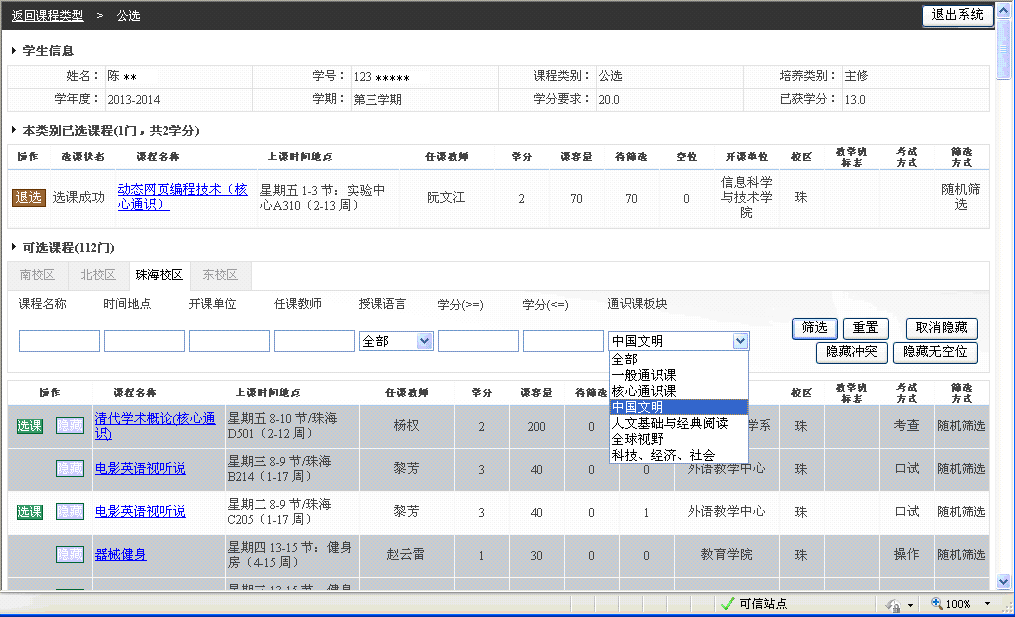 返回课程类型 > 公选 退出系统
学生信息
姓名： 陈 ** 学号： 123 ***** 课程类别： 公选 培养类别： 主修
学年度： 2013-2014 学期： 第三学期 学分要求： 20.0 已获学分： 13.0
本类别已选课程(1门，共2学分)
操作 选课状态 课程名称 上课时间地点 任课教师 学分 课容量 待筛选 空位 开课单位 校区 教学班标志 考试方式 筛选方式
退选 选课成功 动态网页编程技术（核心通识） 星期五 1-3 节：实验中心A310（2-13 周） 阮文江 2 70 70 0 信息科学与技术学院 珠 随机筛选
可选课程(112门)
南校区 北校区 珠海校区 东校区
课程名称 时间地点 开课单位 任课教师 授课语言 学分(>=) 学分(<=) 通识课板块
全部 中国文明 筛选 重置 取消隐藏
隐藏冲突 隐藏无空位
全部
一般通识课
核心通识课
中国文明
人文基础与经典阅读
全球视野
科技、经济、社会
操作 课程名称 上课时间地点 任课教师 学分 课容量 待筛选 校区 教学班标志 考试方式 筛选方式
选课 隐藏 清代学术概论(核心通识) 星期五 8-10 节/珠海D501（2-12 周） 杨权 2 200 0 学系 珠 考查 随机筛选
隐藏 电影英语视听说 星期三 8-9 节/珠海B214（1-17 周） 黎芳 3 40 0 0 外语教学中心 珠 口试 随机筛选
选课 隐藏 电影英语视听说 星期二 8-9 节/珠海C205（1-17 周） 黎芳 3 40 0 1 外语教学中心 珠 口试 随机筛选
隐藏 器械健身 星期四 13-15 节：健身房（4-15 周） 赵云雷 1 30 0 0 教育学院 珠 操作 随机筛选
可信站点 100%